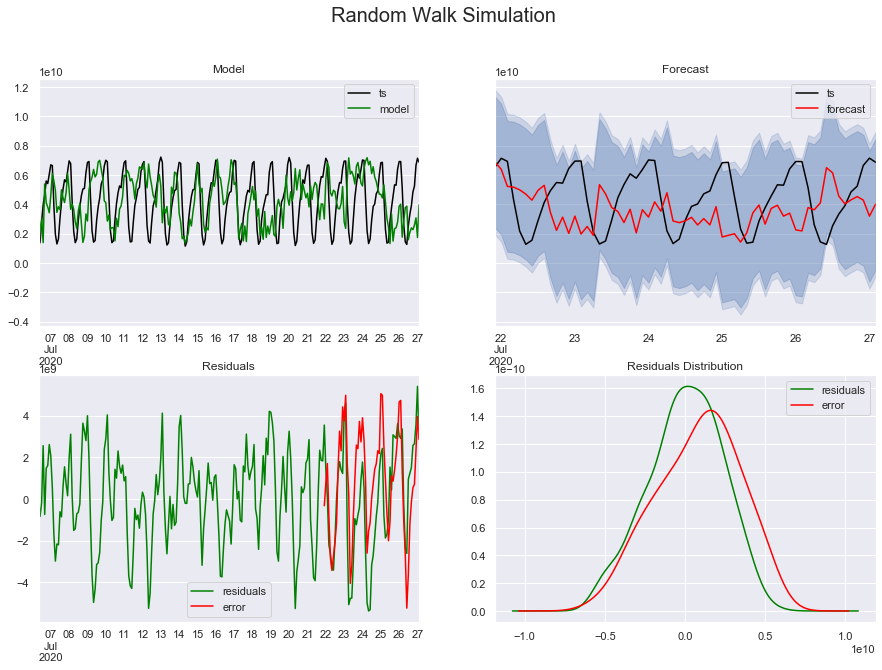 Random Walk Simulation
Model
1e10
ts
model
1.2
1.0
0.8
0.6
0.4
0.2
0.0
−0.2
−0.4
07 08 09 10 11 12 13 14 15 16 17 18 19 20 21 22 23 24 25 26 27
Jul
2020
Forecast
1e10
ts
forecast
22 23 24 25 26 27
Jul
2020
Residuals
1e9
4
2
0
−2
−4
residuals
error
07 08 09 10 11 12 13 14 15 16 17 18 19 20 21 22 23 24 25 26 27
Jul
2020
Residuals Distribution
1e−10
residuals
error
1.6
1.4
1.2
1.0
0.8
0.6
0.4
0.2
0.0
−1.0 −0.5 0.0 0.5 1.0
1e10